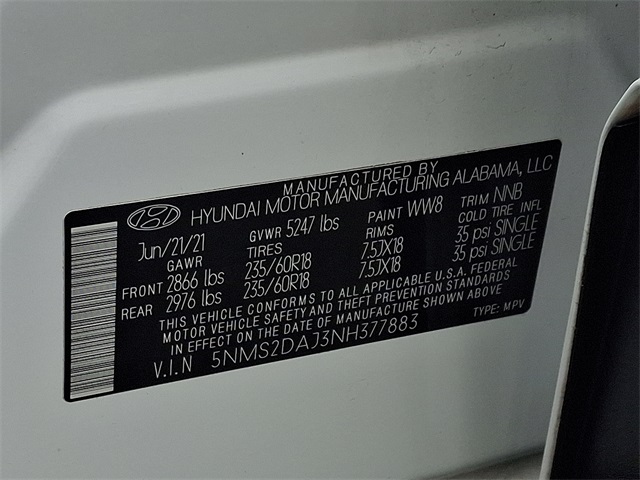 MANUFACTURED BY
HYUNDAI MOTOR MANUFACTURING ALABAMA, LLC
Jun/21/21 GVWR 5247 lbs PAINT WW8 TRIM NNB
GAWR TIRES RIMS COLD TIRE INFL
FRONT 2866 lbs 235/60R18 7.5JX18 35 psi SINGLE
REAR 2976 lbs 235/60R18 7.5JX18 35 psi SINGLE
THIS VEHICLE CONFORMS TO ALL APPLICABLE U.S.A. FEDERAL
MOTOR VEHICLE SAFETY AND THEFT PREVENTION STANDARDS
IN EFFECT ON THE DATE OF MANUFACTURE SHOWN ABOVE
V.I.N 5NMS2DAJ3NH377883 TYPE: MPV